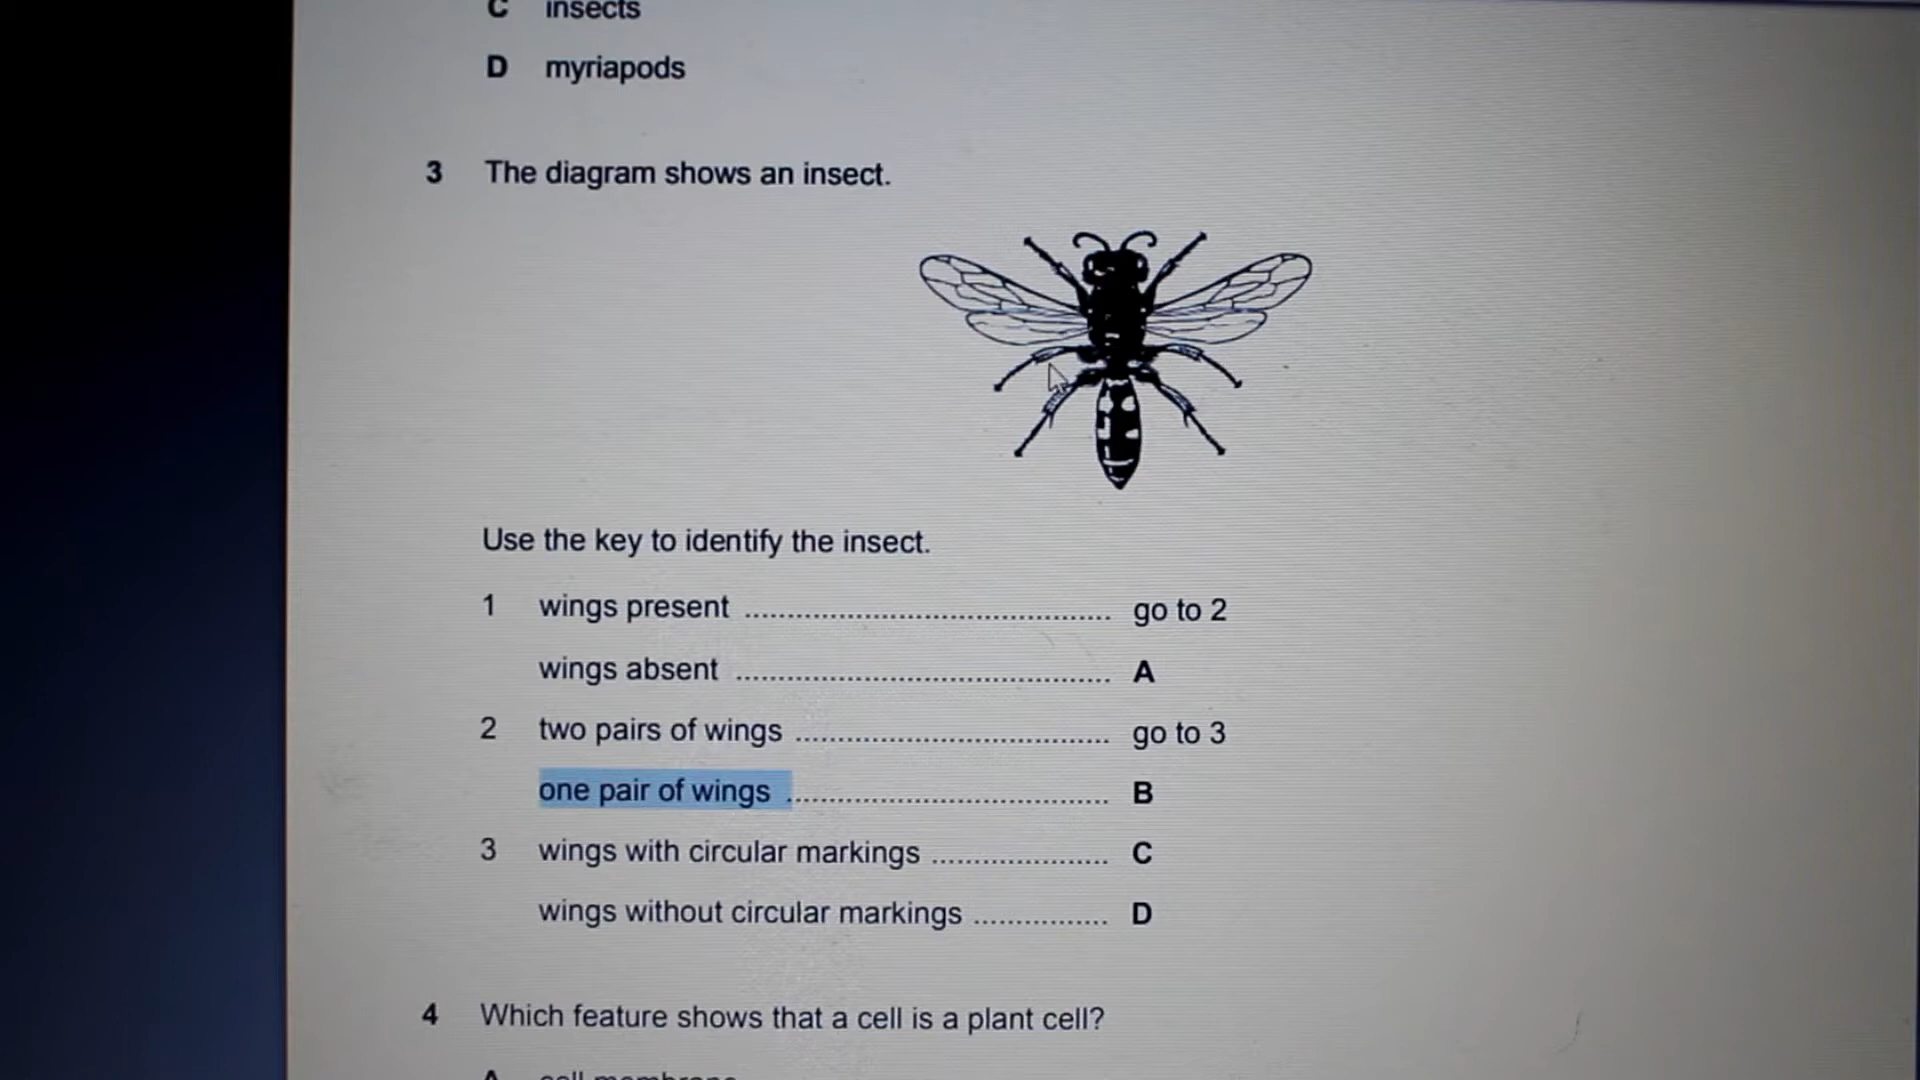 C insects
D myriapods
3 The diagram shows an insect.
Use the key to identify the insect.
1 wings present ............................................ go to 2
wings absent ............................................. A
2 two pairs of wings ...................................... go to 3
one pair of wings ....................................... B
3 wings with circular markings ..................... C
wings without circular markings ................ D
4 Which feature shows that a cell is a plant cell?
A cell membrane